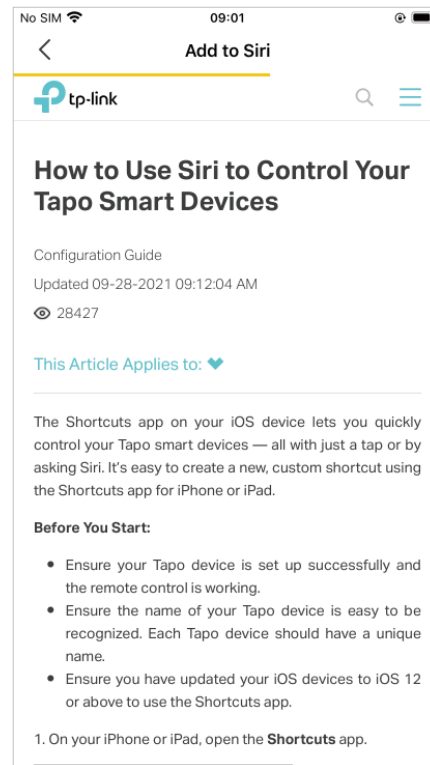 No SIM 09:01
Add to Siri
tp-link
How to Use Siri to Control Your
Tapo Smart Devices
Configuration Guide
Updated 09-28-2021 09:12:04 AM
28427
This Article Applies to:
The Shortcuts app on your iOS device lets you quickly
control your Tapo smart devices — all with just a tap or by
asking Siri. It’s easy to create a new, custom shortcut using
the Shortcuts app for iPhone or iPad.
Before You Start:
• Ensure your Tapo device is set up successfully and
the remote control is working.
• Ensure the name of your Tapo device is easy to be
recognized. Each Tapo device should have a unique
name.
• Ensure you have updated your iOS devices to iOS 12
or above to use the Shortcuts app.
1. On your iPhone or iPad, open the Shortcuts app.